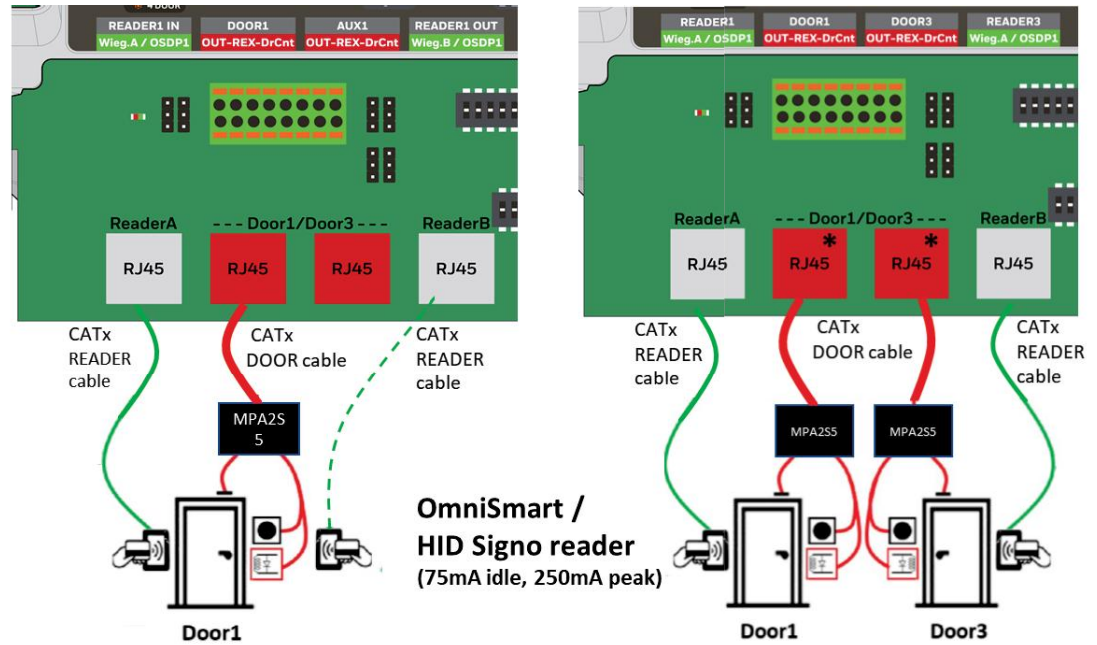 4 DOOR
READER1 IN
Wieg.A / OSDP1
DOOR1
OUT-REX-DrCnt
AUX1
OUT-REX-DrCnt
READER1 OUT
Wieg.B / OSDP1
ReaderA
--- Door1/Door3 ---
ReaderB
RJ45
RJ45
RJ45
RJ45
CATx
READER
cable
CATx
DOOR cable
CATx
READER
cable
MPA2S
5
Door1
OmniSmart /
HID Signo reader
(75mA idle, 250mA peak)
READER1
Wieg.A / OSDP1
DOOR1
OUT-REX-DrCnt
DOOR3
OUT-REX-DrCnt
READER3
Wieg.A / OSDP1
ReaderA
--- Door1/Door3 ---
ReaderB
RJ45
RJ45 *
RJ45 *
RJ45
CATx
READER
cable
CATx
DOOR cable
CATx
READER
cable
MPA2S5
MPA2S5
Door1
Door3